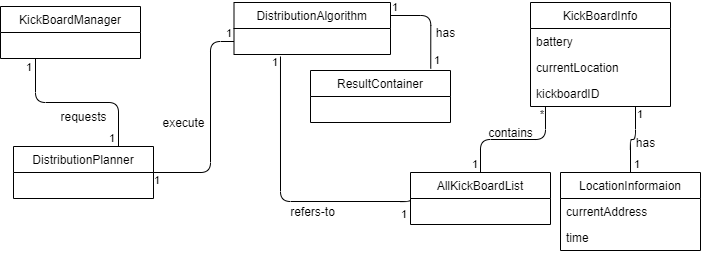 KickBoardManager
1
requests
1
DistributionPlanner
1
execute
1
DistributionAlgorithm
1
has
1
ResultContainer
1
refers-to
1
AllKickBoardList
1
contains
*
KickBoardInfo
battery
currentLocation
kickboardID
1
has
1
LocationInformaion
currentAddress
time